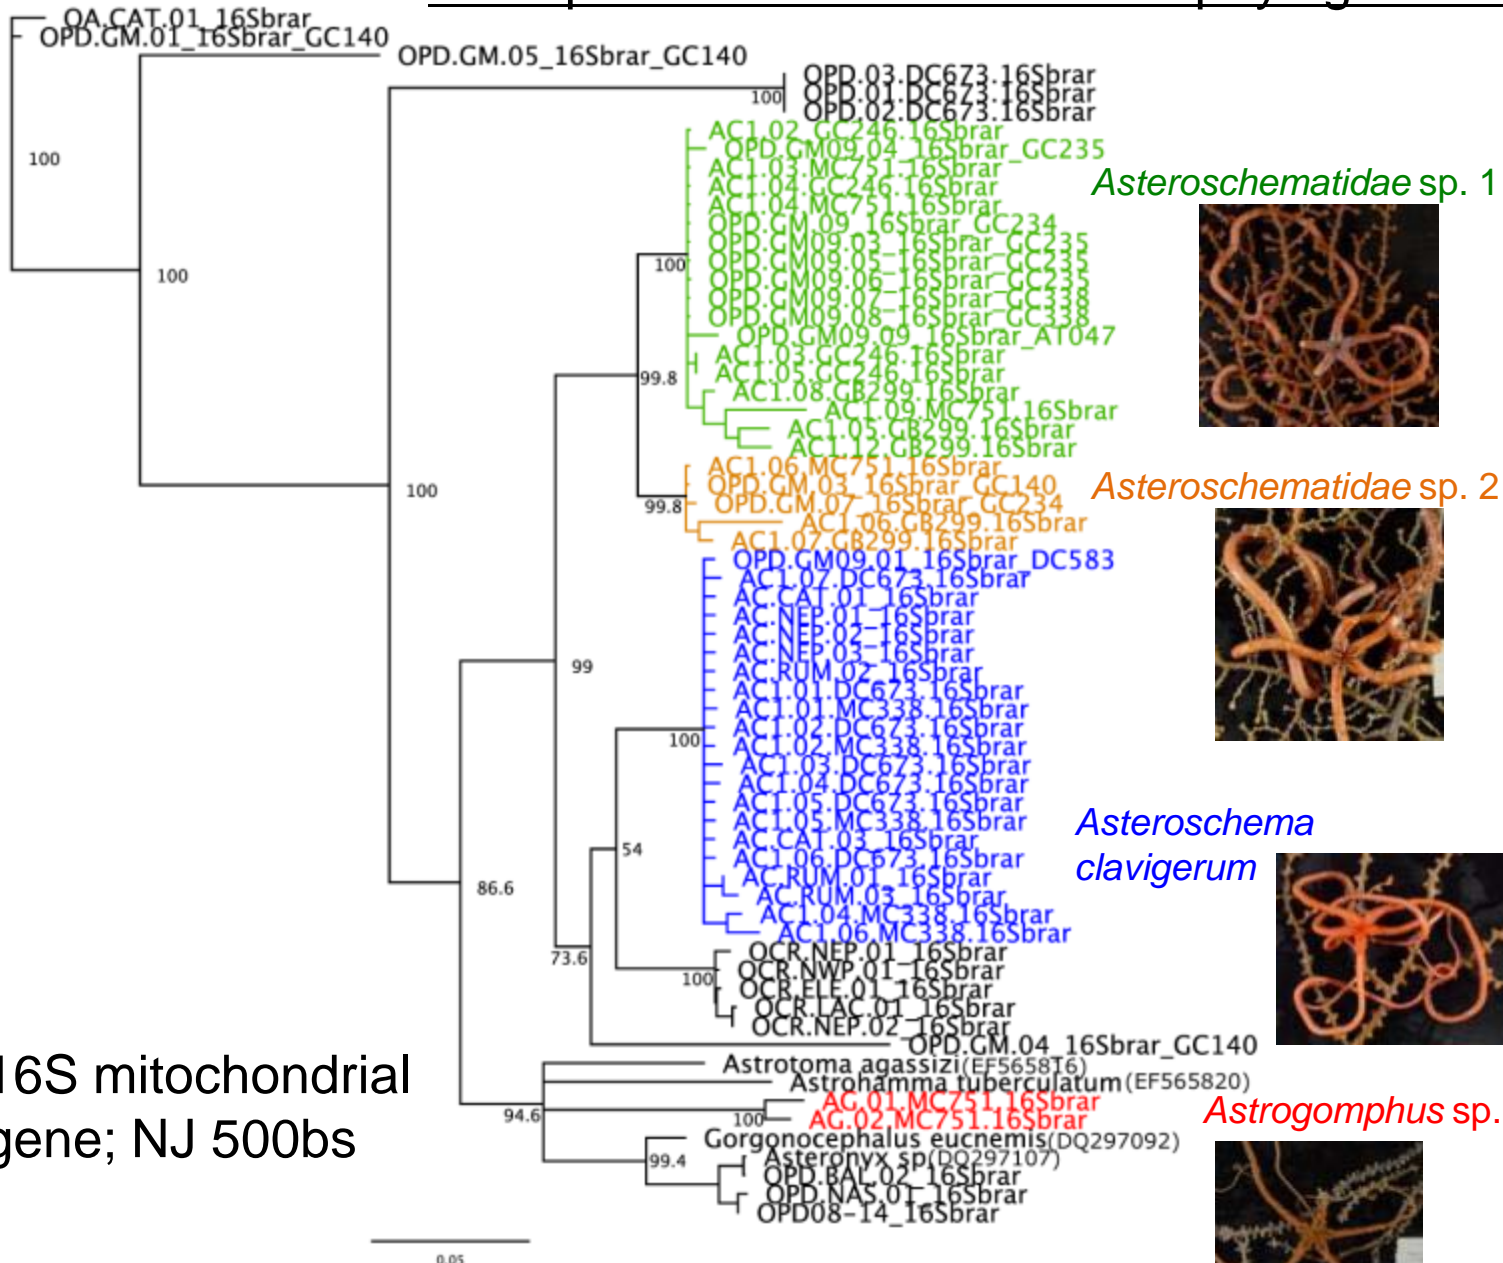 OA.CAT.01_16Sbrar
OPD.GM.01_16Sbrar_GC140
OPD.GM.05_16Sbrar_GC140
OPD.03.DC673.16Sbrar
100
OPD.01.DC673.16Sbrar
OPD.02.DC673.16Sbrar
AC1.02_GC246.16Sbrar
OPD.GM09.04_16Sbrar_GC235
100
AC1.03.MC751.16Sbrar
Asteroschematidae sp. 1
AC1.04.GC246.16Sbrar
AC1.04.MC751.16Sbrar
OPD.GM.09_16Sbrar_GC234
OPD.GM09.03_16Sbrar_GC235
100
OPD.GM09.05_16Sbrar_GC235
100
OPD.GM09.06_16Sbrar_GC235
OPD.GM09.07_16Sbrar_GC338
OPD.GM09.08_16Sbrar_GC338
OPD.GM09.09_16Sbrar_AT047
AC1.03.GC246.16Sbrar
99.8
AC1.05.GC246.16Sbrar
AC1.08.GB299.16Sbrar
AC1.09.MC751.16Sbrar
AC1.05.GB299.16Sbrar
AC1.12.GB299.16Sbrar
AC1.06.MC751.16Sbrar
100
OPD.GM.03_16Sbrar_GC140
Asteroschematidae sp. 2
99.8
OPD.GM.07_16Sbrar_GC234
AC1.06.GB299.16Sbrar
AC1.07.GB299.16Sbrar
OPD.GM09.01_16Sbrar_DC583
AC1.07.DC673.16Sbrar
AC.CAT.01_16Sbrar
AC.NEP.01_16Sbrar
AC.NEP.02_16Sbrar
AC.NEP.03_16Sbrar
99
AC.RUM.02_16Sbrar
AC1.01.DC673.16Sbrar
AC1.01.MC338.16Sbrar
AC1.02.DC673.16Sbrar
100
AC1.02.MC338.16Sbrar
AC1.03.DC673.16Sbrar
AC1.04.DC673.16Sbrar
AC1.05.DC673.16Sbrar
AC1.05.MC338.16Sbrar
Asteroschema
clavigerum
AC.CAT.03_16Sbrar
54
AC1.06.DC673.16Sbrar
86.6
AC.RUM.01_16Sbrar
AC.RUM.03_16Sbrar
AC1.04.MC338.16Sbrar
AC1.06.MC338.16Sbrar
73.6
OCR.NEP.01_16Sbrar
100
OCR.NWP.01_16Sbrar
OCR.ELE.01_16Sbrar
OCR.LAC.01_16Sbrar
OCR.NEP.02_16Sbrar
OPD.GM.04_16Sbrar_GC140
Astrotoma agassizi(EF565816)
Astrohamma tuberculatum(EF565820)
AG.01.MC751.16Sbrar
Astrogomphus sp.
94.6
100
AG.02.MC751.16Sbrar
Gorgonocephalus eucnemis(DQ297092)
99.4
Asteronyx sp(DQ297107)
OPD.BAL.02_16Sbrar
OPD.NAS.01_16Sbrar
OPD08-14_16Sbrar
16S mitochondrial
gene; NJ 500bs
0.05